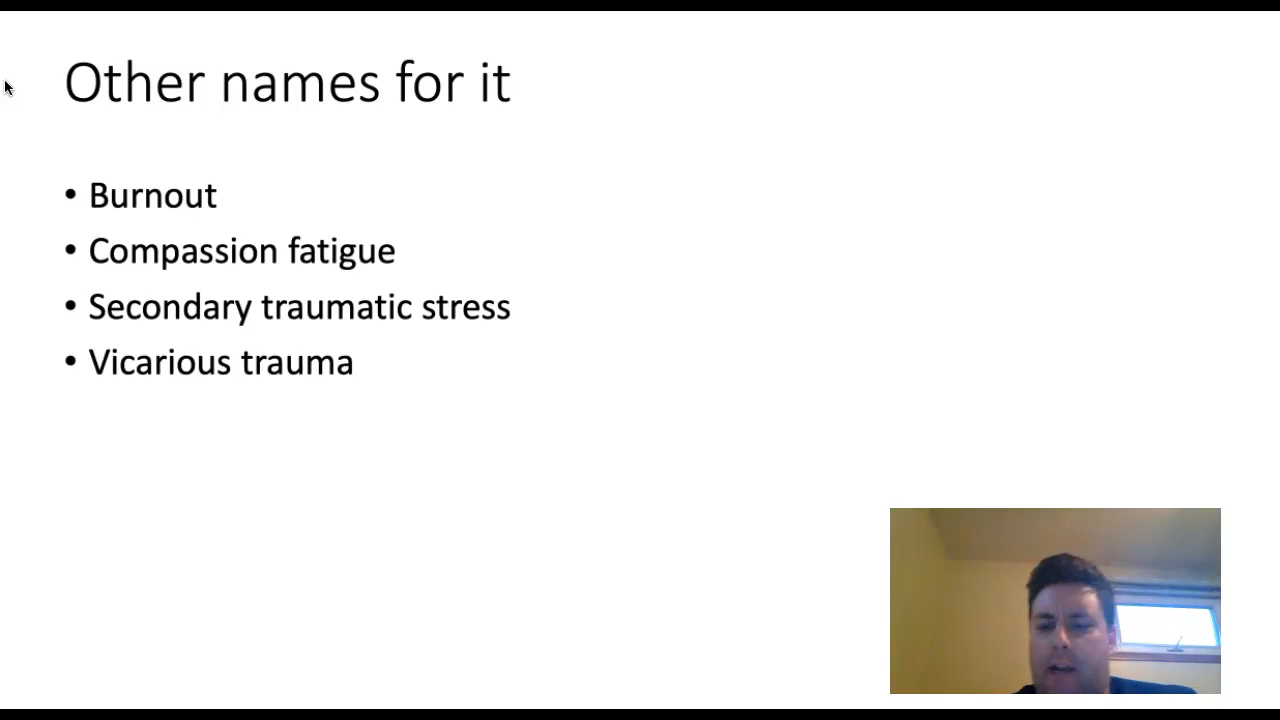 Other names for it
• Burnout
• Compassion fatigue
• Secondary traumatic stress
• Vicarious trauma